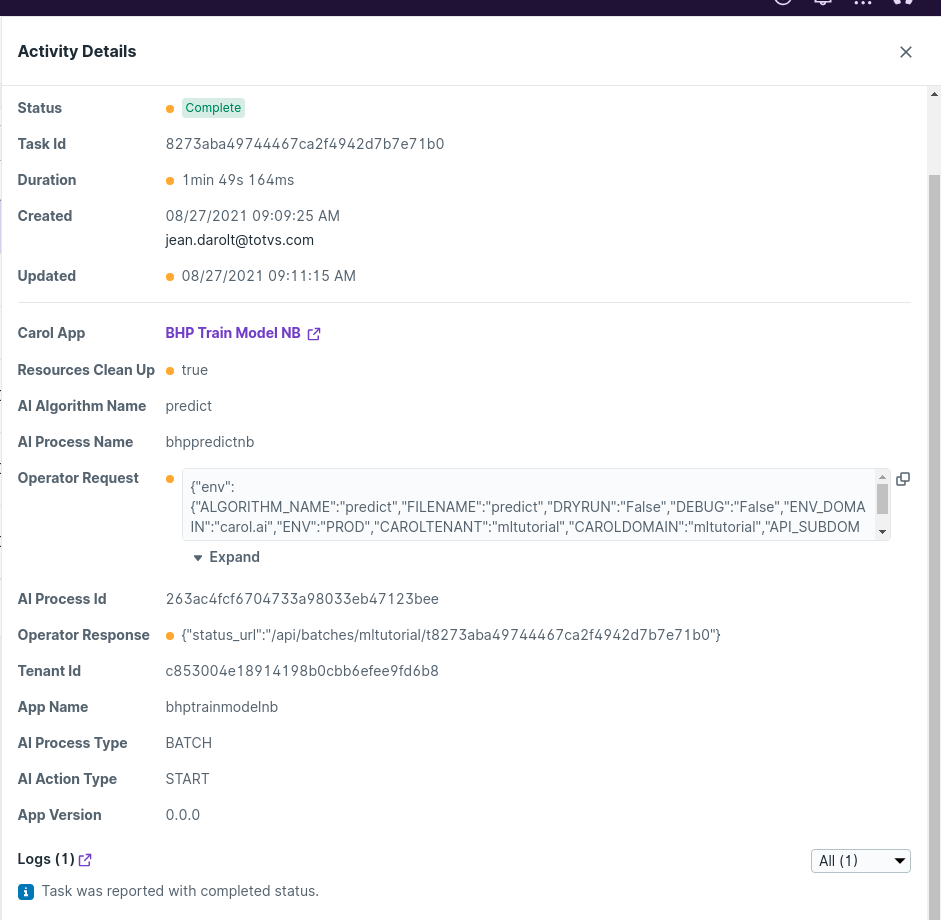 Activity Details
Status Complete
Task Id 8273aba49744467ca2f4942d7b7e71b0
Duration 1min 49s 164ms
Created 08/27/2021 09:09:25 AM
jean.darolt@totvs.com
Updated 08/27/2021 09:11:15 AM
Carol App BHP Train Model NB
Resources Clean Up true
AI Algorithm Name predict
AI Process Name bhppredictnb
Operator Request {"env":
{"ALGORITHM_NAME":"predict","FILENAME":"predict","DRYRUN":"False","DEBUG":"False","ENV_DOMA
IN":"carol.ai","ENV":"PROD","CAROLTENANT":"mltutorial","CAROLDOMAIN":"mltutorial","API_SUBDOM
Expand
AI Process Id 263ac4fcf6704733a98033eb47123bee
Operator Response {"status_url":"/api/batches/mltutorial/t8273aba49744467ca2f4942d7b7e71b0"}
Tenant Id c853004e18914198b0cbb6efee9fd6b8
App Name bhptrainmodelnb
AI Process Type BATCH
AI Action Type START
App Version 0.0.0
Logs (1) All (1)
Task was reported with completed status.